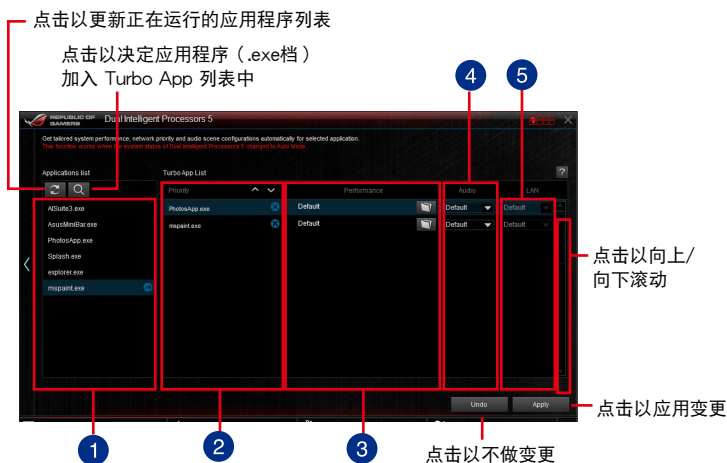 点击以更新正在运行的应用程序列表
点击以决定应用程序（.exe档）
加入 Turbo App 列表中
4
5
REPUBLIC OF
GAMERS
Dual Intelligent Processors 5
Get tailored system performance, network priority and audio scene configurations automatically for selected application.
This function works when the system status of Dual Intelligent Processors 5 changed to Auto Mode.
Applications list
Turbo App List
?
Priority
Performance
Audio
LAN
AISuite3.exe
PhotosApp.exe
Default
Default
Default
AsusMiniBar.exe
mspaint.exe
Default
Default
Default
PhotosApp.exe
Splash.exe
explorer.exe
mspaint.exe
点击以向上/
向下滚动
Undo
Apply
点击以应用变更
1
2
3
点击以不做变更